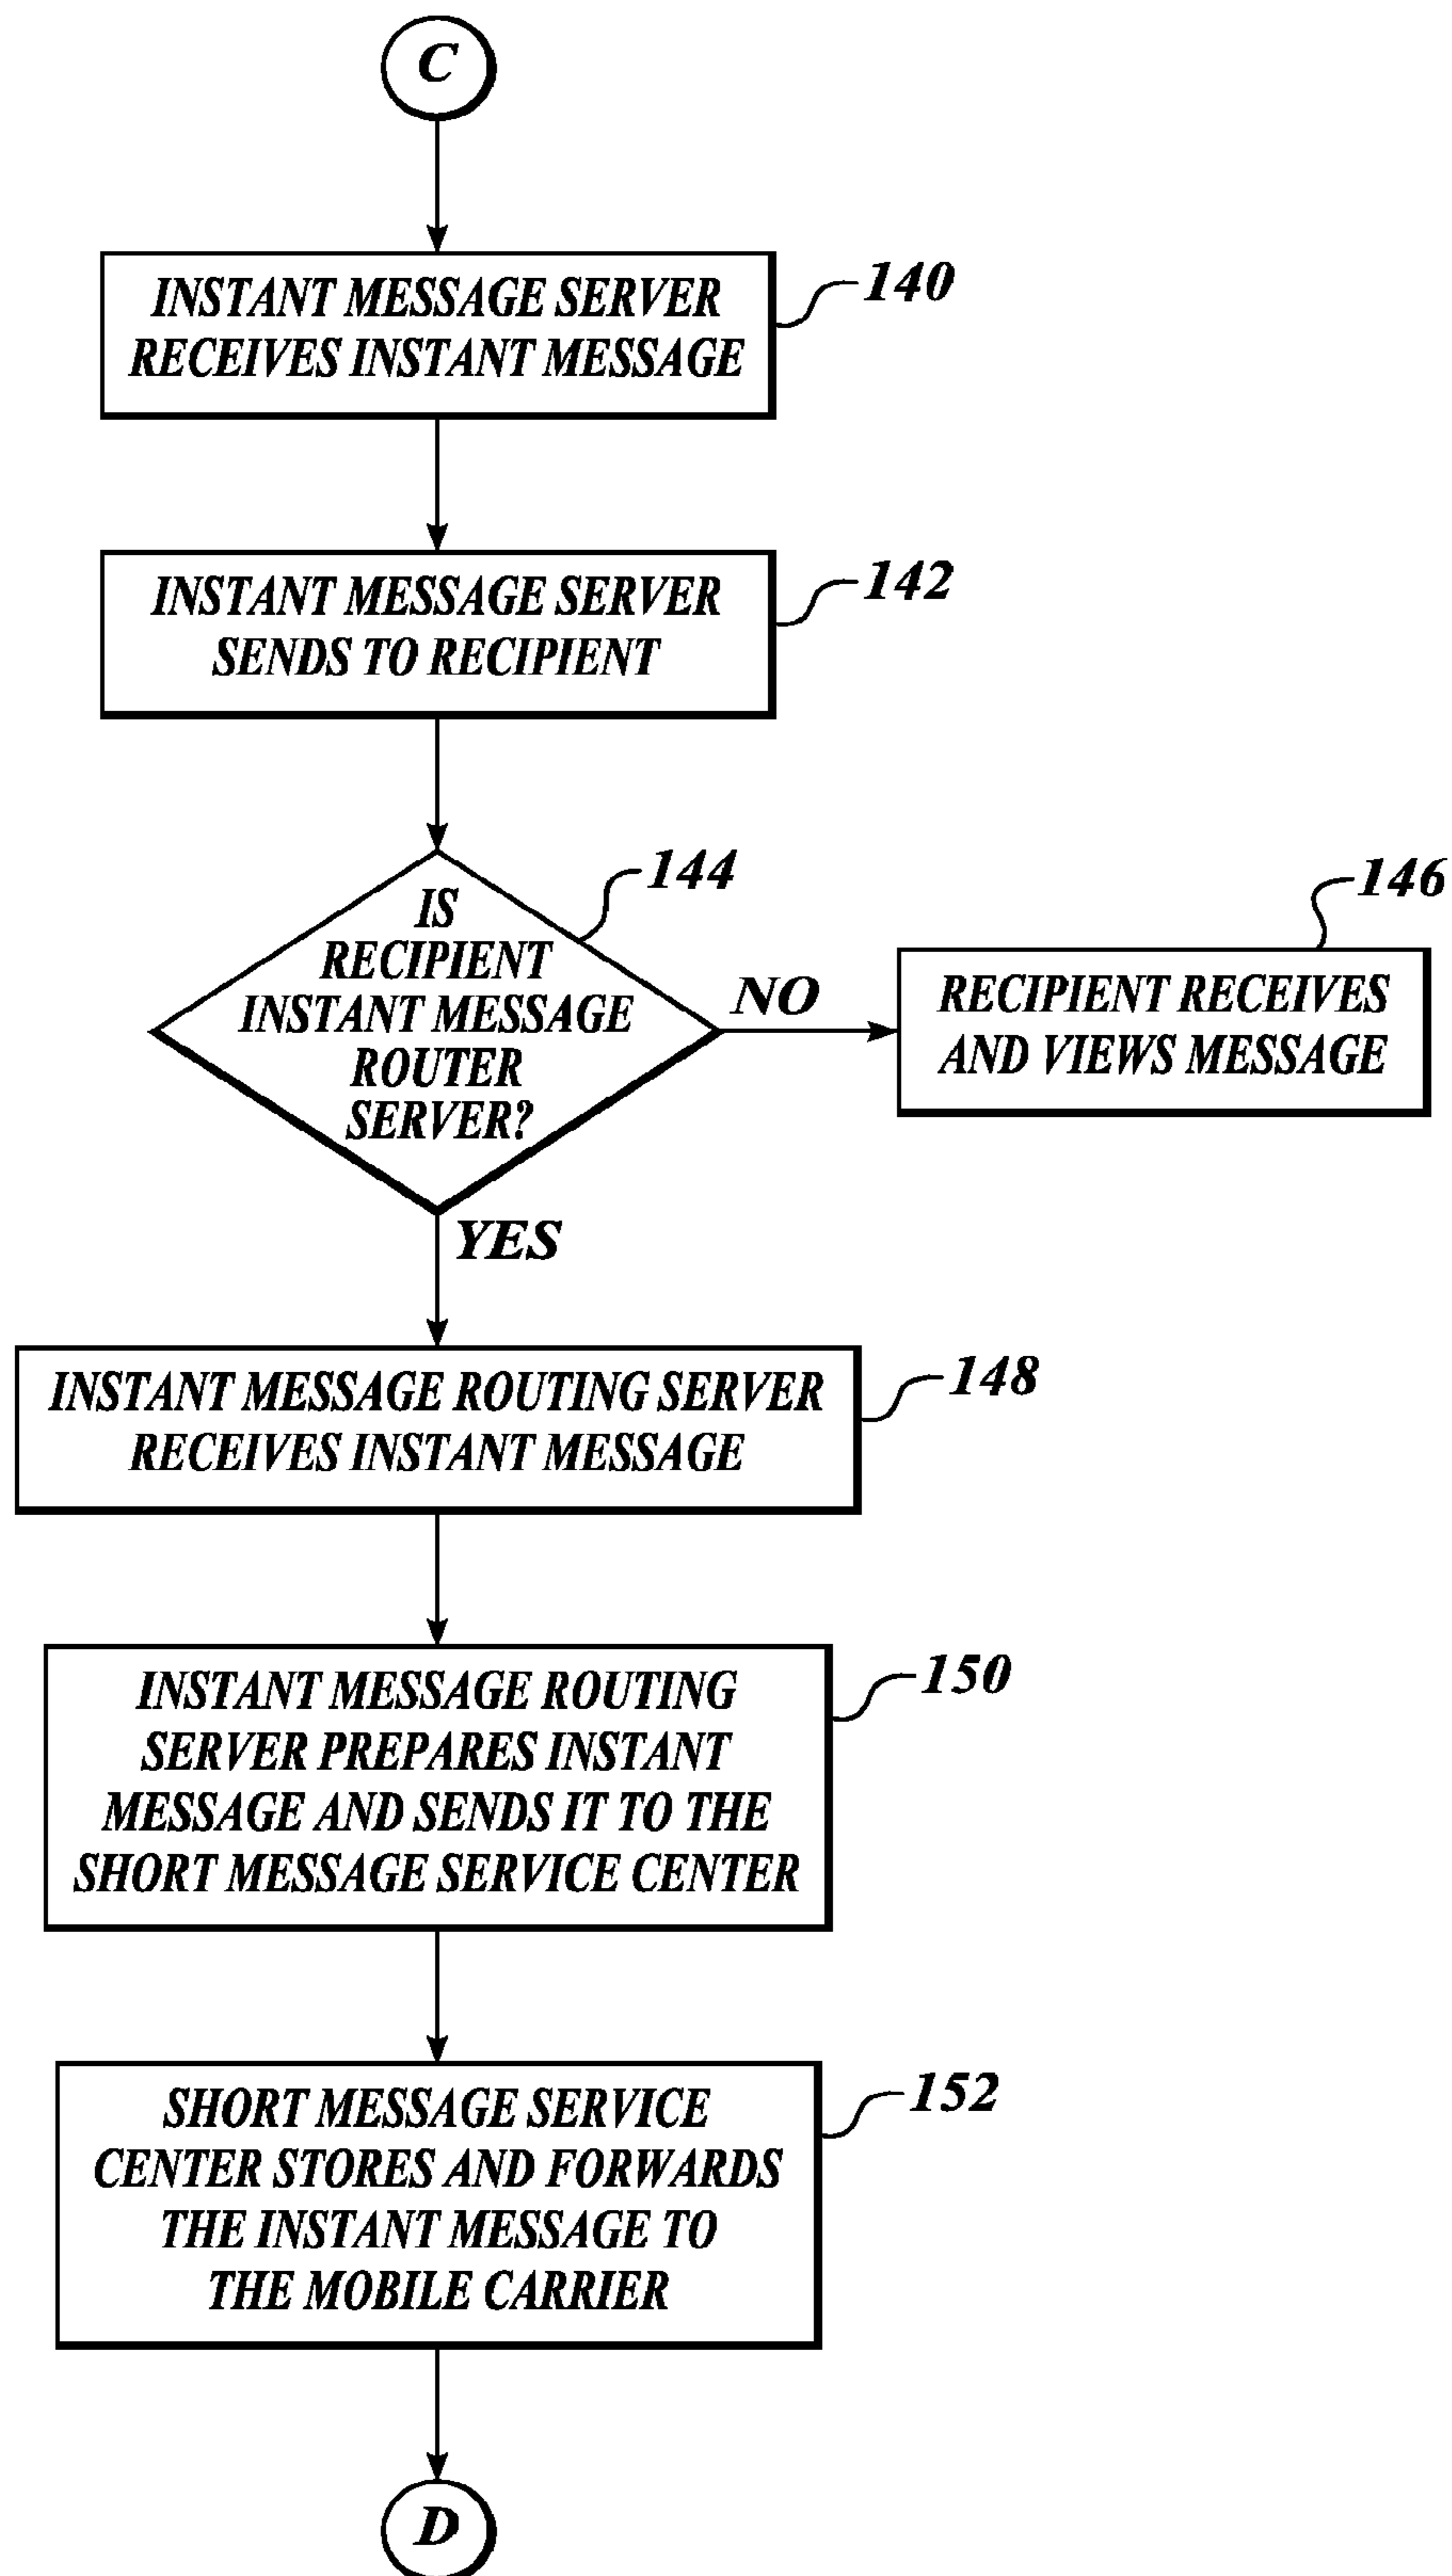 C
INSTANT MESSAGE SERVER
RECEIVES INSTANT MESSAGE
140
INSTANT MESSAGE SERVER
SENDS TO RECIPIENT
142
IS
RECIPIENT
INSTANT MESSAGE
ROUTER
SERVER?
144
NO
RECIPIENT RECEIVES
AND VIEWS MESSAGE
146
YES
INSTANT MESSAGE ROUTING SERVER
RECEIVES INSTANT MESSAGE
148
INSTANT MESSAGE ROUTING
SERVER PREPARES INSTANT
MESSAGE AND SENDS IT TO THE
SHORT MESSAGE SERVICE CENTER
150
SHORT MESSAGE SERVICE
CENTER STORES AND FORWARDS
THE INSTANT MESSAGE TO
THE MOBILE CARRIER
152
D